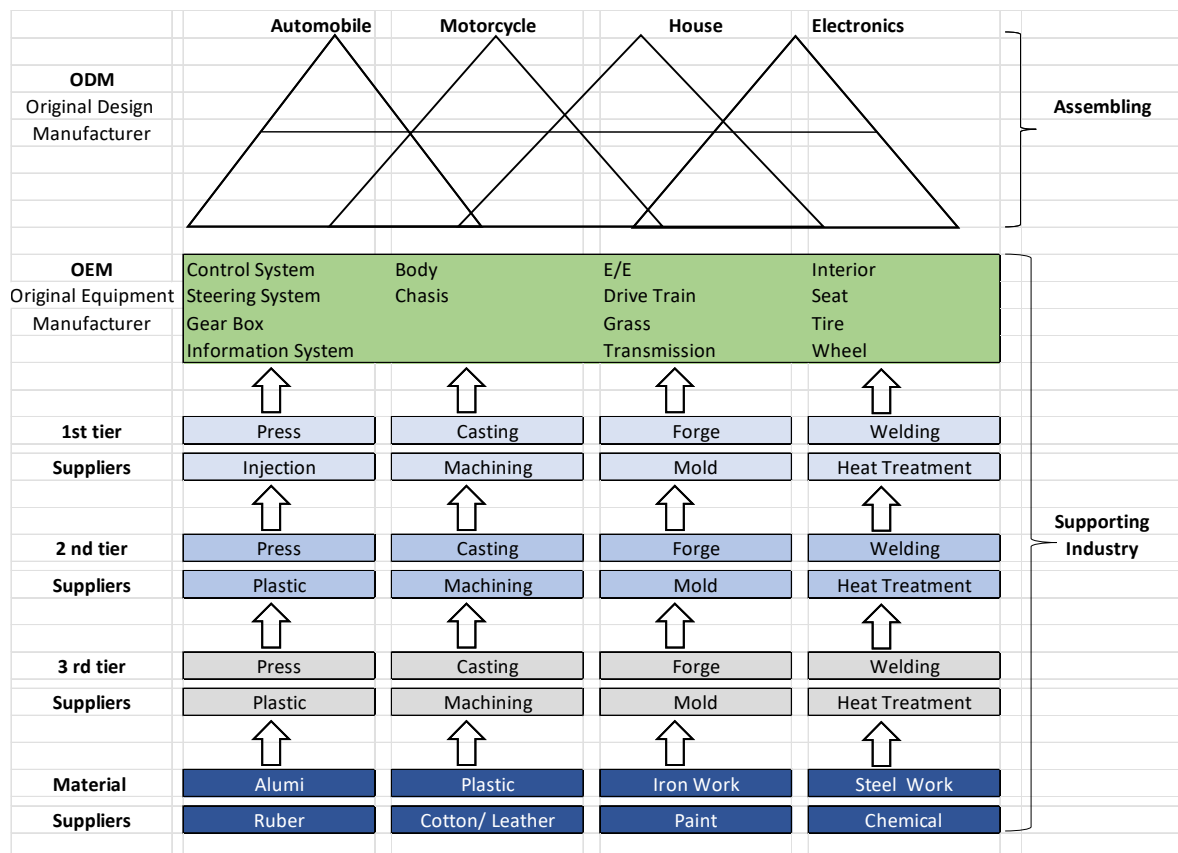 Automobile Motorcycle House Electronics
ODM
Original Design
Manufacturer
Assembling
OEM
Original Equipment
Manufacturer
Control System Body E/E Interior
Steering System Chasis Drive Train Seat
Gear Box Grass Tire
Information System Transmission Wheel
1st tier Press Casting Forge Welding
Suppliers Injection Machining Mold Heat Treatment
Supporting
Industry
2 nd tier Press Casting Forge Welding
Suppliers Plastic Machining Mold Heat Treatment
3 rd tier Press Casting Forge Welding
Suppliers Plastic Machining Mold Heat Treatment
Material Alumi Plastic Iron Work Steel Work
Suppliers Ruber Cotton/ Leather Paint Chemical